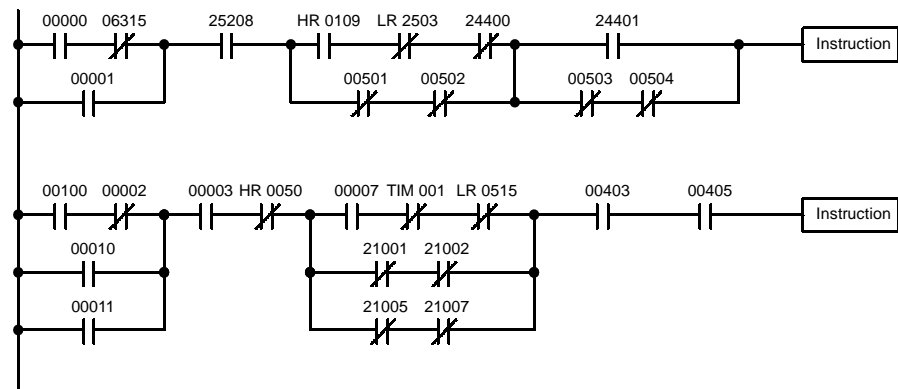 00000 06315 25208 HR 0109 LR 2503 24400 24401
Instruction
00001 00501 00502 00503 00504
00100 00002 00003 HR 0050 00007 TIM 001 LR 0515 00403 00405
Instruction
00010 21001 21002
00011 21005 21007